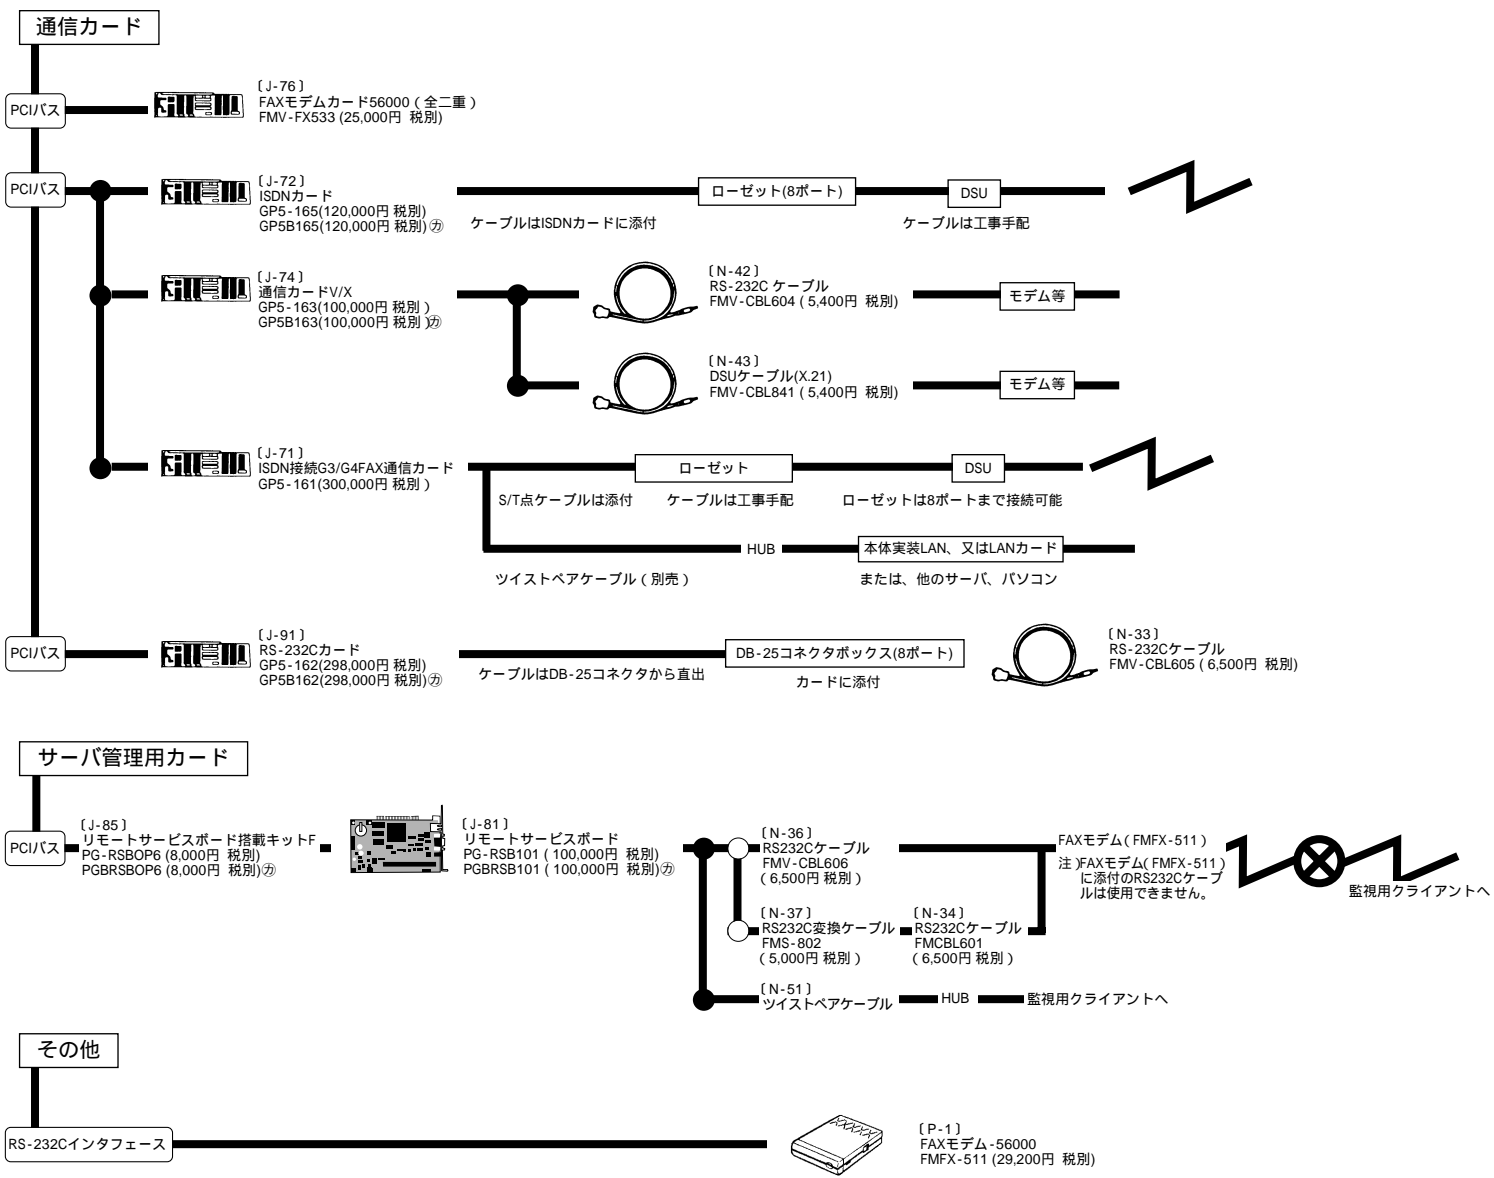 通信カード
PCIバス
〔J-76〕
FAXモデムカード56000（全二重）
FMV-FX533 (25,000円 税別)
PCIバス
〔J-72〕
ISDNカード
GP5-165(120,000円 税別)
GP5B165(120,000円 税別)㋕
ケーブルはISDNカードに添付
ローゼット(8ポート)
DSU
ケーブルは工事手配
〔J-74〕
通信カードV/X
GP5-163(100,000円 税別 )
GP5B163(100,000円 税別 )㋕
〔N-42〕
RS-232C ケーブル
FMV-CBL604 ( 5,400円 税別)
モデム等
〔N-43〕
DSUケーブル(X.21)
FMV-CBL841 ( 5,400円 税別)
モデム等
〔J-71〕
ISDN接続G3/G4FAX通信カード
GP5-161(300,000円 税別 )
ローゼット
DSU
S/T点ケーブルは添付
ケーブルは工事手配
ローゼットは8ポートまで接続可能
HUB
本体実装LAN、又はLANカード
ツイストペアケーブル（別売）
または、他のサーバ、パソコン
PCIバス
〔J-91〕
RS-232Cカード
GP5-162(298,000円 税別)
GP5B162(298,000円 税別)㋕
ケーブルはDB-25コネクタから直出
DB-25コネクタボックス(8ポート)
カードに添付
〔N-33〕
RS-232Cケーブル
FMV-CBL605 ( 6,500円 税別)
サーバ管理用カード
PCIバス
〔J-85〕
リモートサービスボード搭載キットF
PG-RSBOP6 (8,000円 税別)
PGBRSBOP6 (8,000円 税別)㋕
〔J-81〕
リモートサービスボード
PG-RSB101 ( 100,000円 税別)
PGBRSB101 ( 100,000円 税別)㋕
〔N-36〕
RS232Cケーブル
FMV-CBL606
( 6,500円 税別 )
〔N-37〕
RS232C変換ケーブル
FMS-802
( 5,000円 税別 )
〔N-34〕
RS232Cケーブル
FMCBL601
( 6,500円 税別 )
FAXモデム( FMFX-511 )
注 )FAXモデム( FMFX-511 )
に添付のRS232Cケーブ
ルは使用できません。
監視用クライアントへ
〔N-51〕
ツイストペアケーブル
HUB
監視用クライアントへ
その他
RS-232Cインタフェース
〔P-1〕
FAXモデム-56000
FMFX-511 (29,200円 税別)